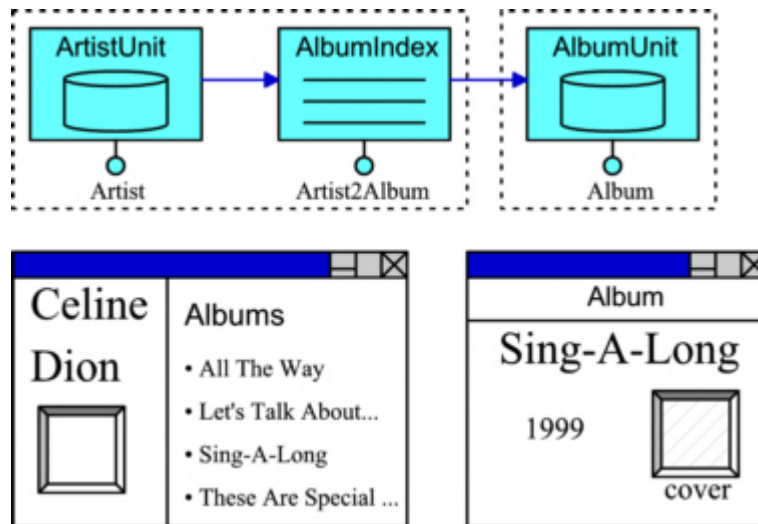 ArtistUnit
AlbumIndex
AlbumUnit
Artist
Artist2Album
Album
Celine
Dion
Albums
• All The Way
• Let's Talk About...
• Sing-A-Long
• These Are Special ...
Album
Sing-A-Long
1999
cover